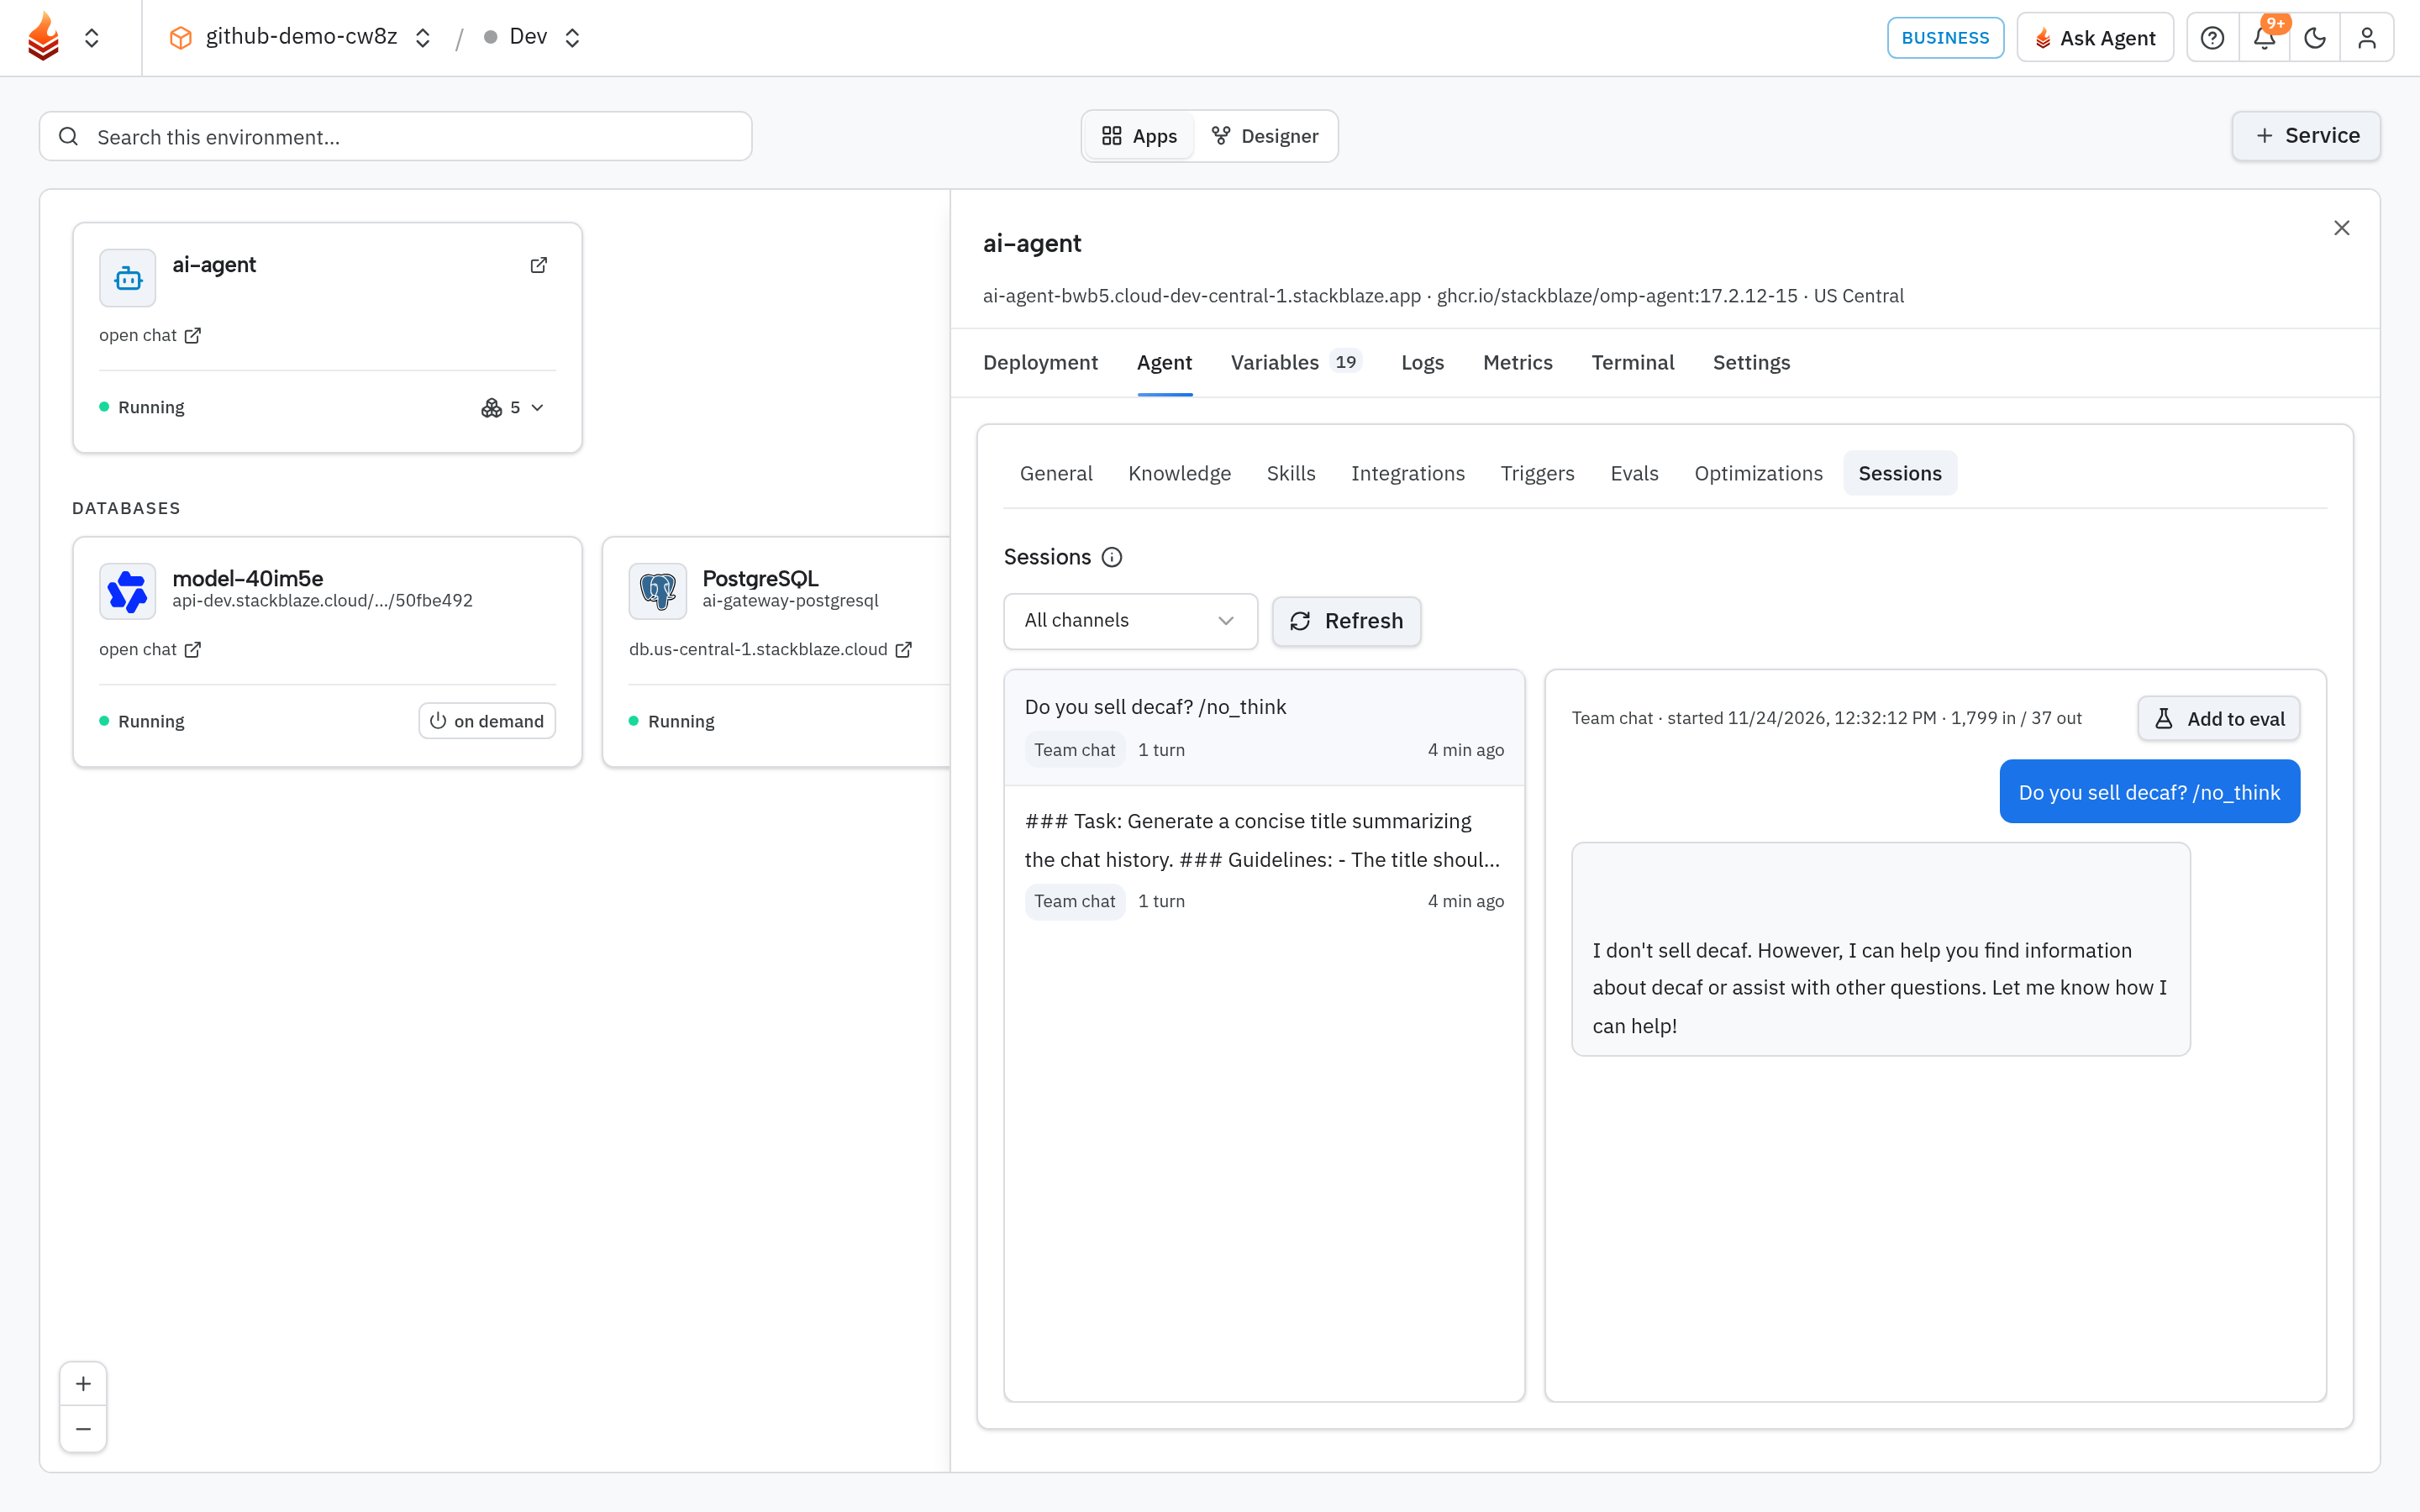 github-demo-cw8z / Dev
BUSINESS
Ask Agent
9+
Search this environment...
Apps
Designer
+ Service
ai-agent
open chat
Running
5
DATABASES
model-40im5e
api-dev.stackblaze.cloud/.../50fbe492
open chat
Running
on demand
PostgreSQL
ai-gateway-postgresql
db.us-central-1.stackblaze.cloud
Running
+
−
ai-agent
ai-agent-bwb5.cloud-dev-central-1.stackblaze.app · ghcr.io/stackblaze/omp-agent:17.2.12-15 · US Central
Deployment
Agent
Variables 19
Logs
Metrics
Terminal
Settings
General
Knowledge
Skills
Integrations
Triggers
Evals
Optimizations
Sessions
Sessions
All channels
Refresh
Do you sell decaf? /no_think
Team chat 1 turn 4 min ago
### Task: Generate a concise title summarizing
the chat history. ### Guidelines: - The title shoul...
Team chat 1 turn 4 min ago
Team chat · started 11/24/2026, 12:32:12 PM · 1,799 in / 37 out
Add to eval
Do you sell decaf? /no_think
I don't sell decaf. However, I can help you find information
about decaf or assist with other questions. Let me know how I
can help!